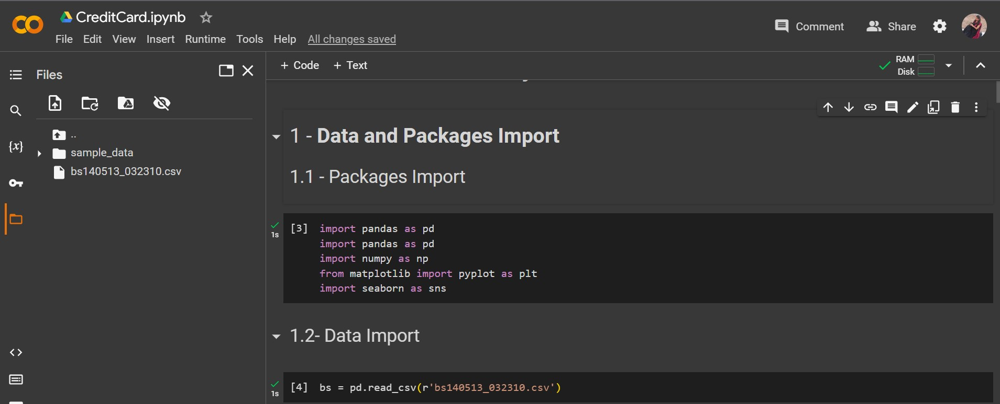 CreditCard.ipynb
File Edit View Insert Runtime Tools Help All changes saved
Comment Share
Files
+ Code + Text
RAM
Disk
{x}
..
sample_data
bs140513_032310.csv
1 - Data and Packages Import
1.1 - Packages Import
1s
[3] import pandas as pd
import pandas as pd
import numpy as np
from matplotlib import pyplot as plt
import seaborn as sns
1.2- Data Import
1s
[4] bs = pd.read_csv(r'bs140513_032310.csv')